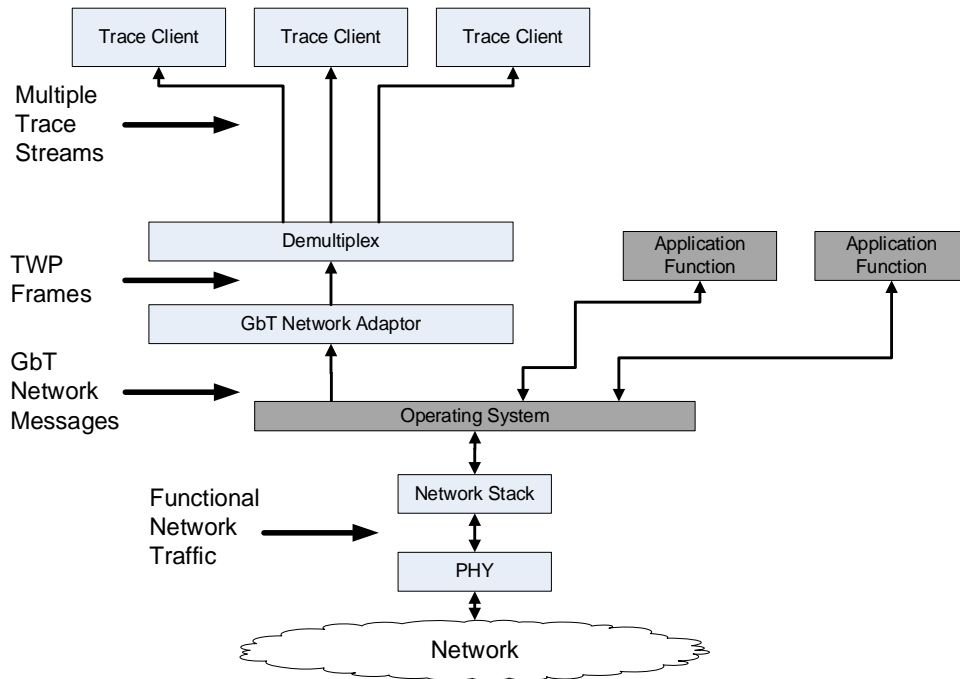 Trace Client
Trace Client
Trace Client
Multiple
Trace
Streams
Demultiplex
Application
Function
Application
Function
TWP
Frames
GbT Network Adaptor
GbT
Network
Messages
Operating System
Functional
Network
Traffic
Network Stack
PHY
Network